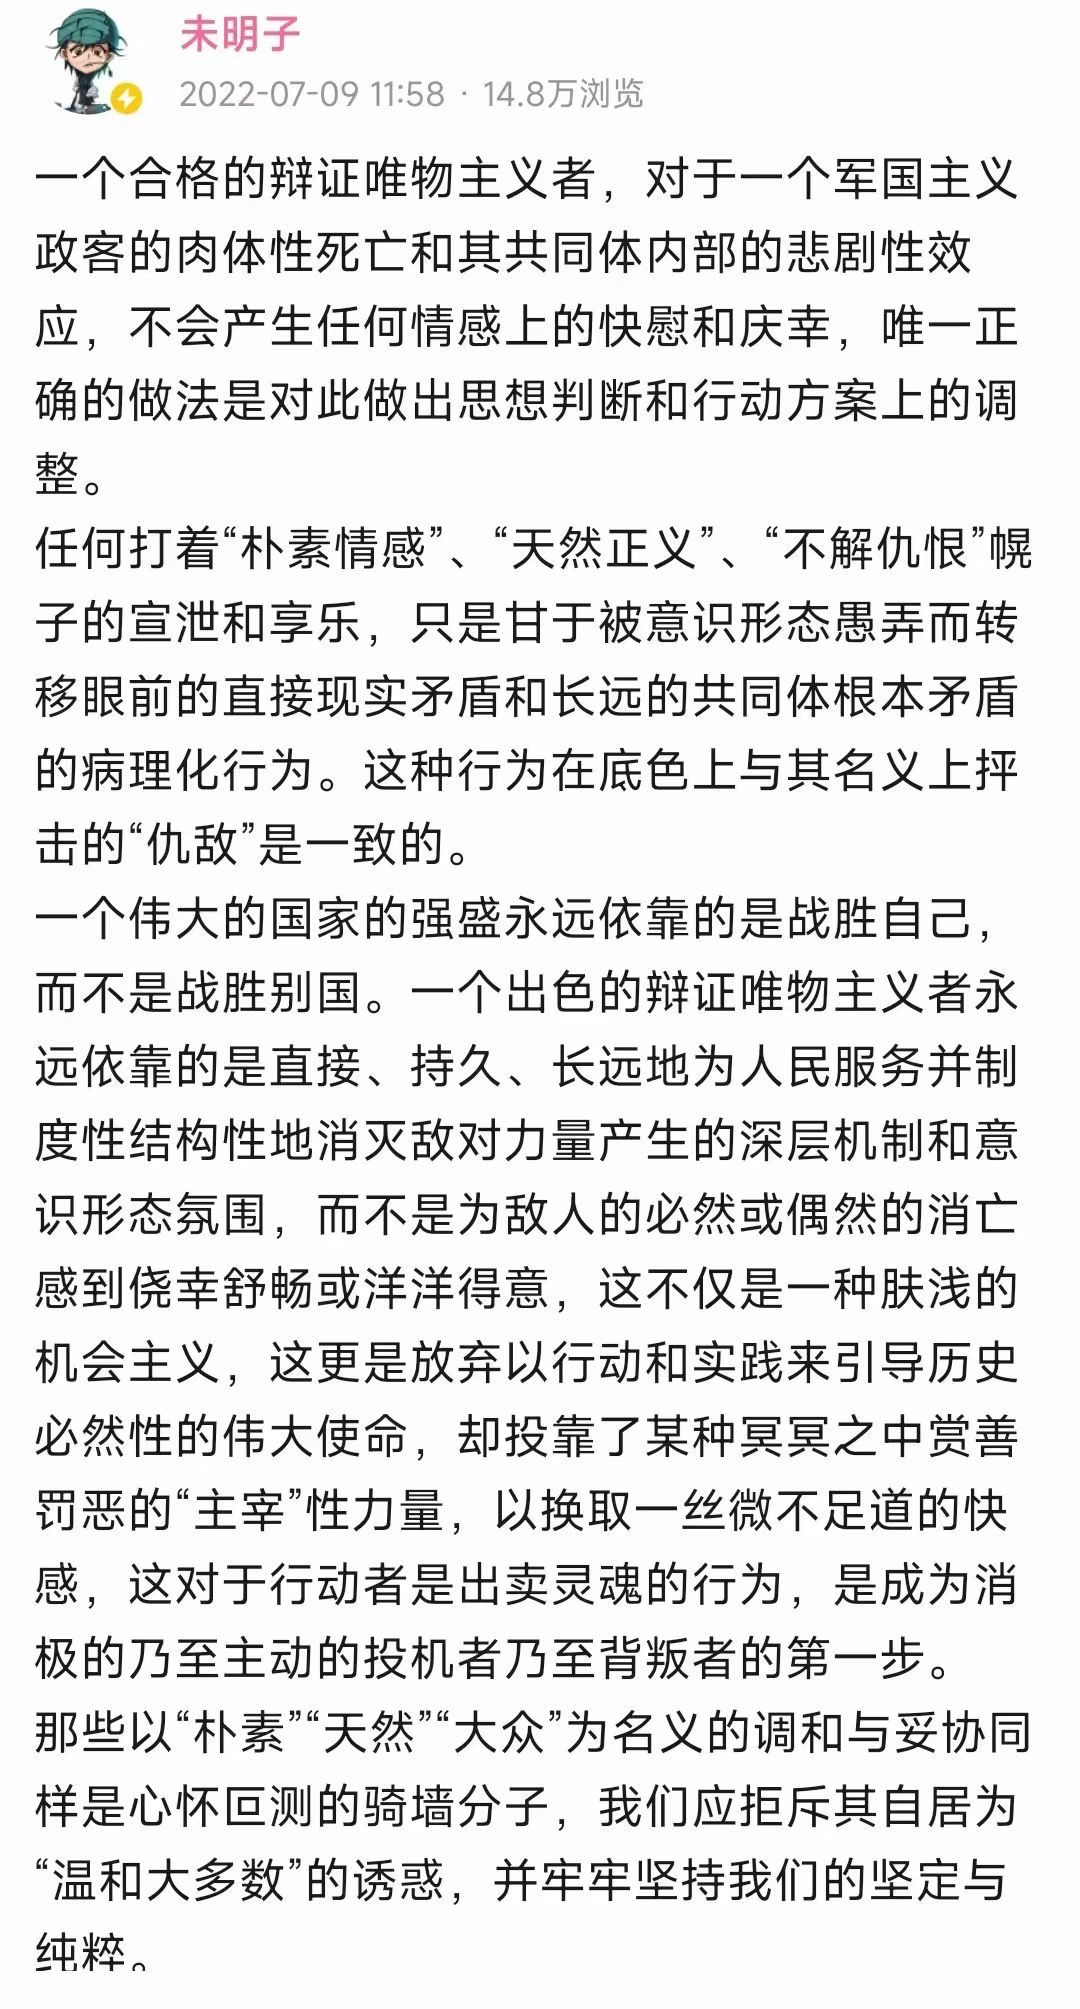 未明子
2022-07-09 11:58 · 14.8万浏览
一个合格的辩证唯物主义者，对于一个军国主义
政客的肉体性死亡和其共同体内部的悲剧性效
应，不会产生任何情感上的快慰和庆幸，唯一正
确的做法是对此做出思想判断和行动方案上的调
整。
任何打着“朴素情感”、“天然正义”、“不解仇恨”幌
子的宣泄和享乐，只是甘于被意识形态愚弄而转
移眼前的直接现实矛盾和长远的共同体根本矛盾
的病理化行为。这种行为在底色上与其名义上抨
击的“仇敌”是一致的。
一个伟大的国家的强盛永远依靠的是战胜自己，
而不是战胜别国。一个出色的辩证唯物主义者永
远依靠的是直接、持久、长远地为人民服务并制
度性结构性地消灭敌对力量产生的深层机制和意
识形态氛围，而不是为敌人的必然或偶然的消亡
感到侥幸舒畅或洋洋得意，这不仅是一种肤浅的
机会主义，这更是放弃以行动和实践来引导历史
必然性的伟大使命，却投靠了某种冥冥之中赏善
罚恶的“主宰”性力量，以换取一丝微不足道的快
感，这对于行动者是出卖灵魂的行为，是成为消
极的乃至主动的投机者乃至背叛者的第一步。
那些以“朴素”“天然”“大众”为名义的调和与妥协同
样是心怀叵测的骑墙分子，我们应拒斥其自居为
“温和大多数”的诱惑，并牢牢坚持我们的坚定与
纯粹。